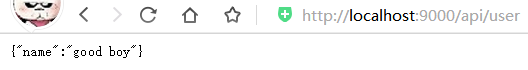 http://localhost:9000/api/user
{"name":"good boy"}